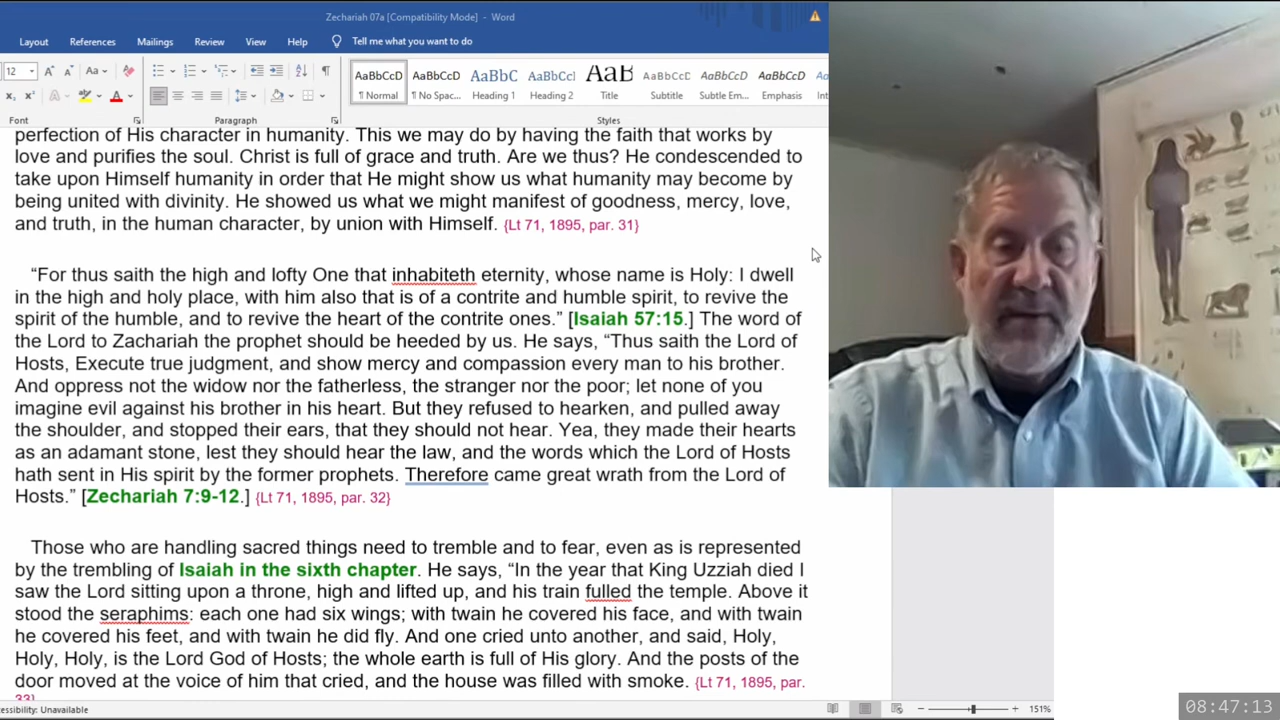 Zechariah 07a [Compatibility Mode] - Word
Layout References Mailings Review View Help Tell me what you want to do
12 Aa
AaBbCcD AaBbCcD AaBbC AaBbCcI AaB AaBbCcD AaBbCcD AaBbCcD
¶ Normal ¶ No Spac... Heading 1 Heading 2 Title Subtitle Subtle Em... Emphasis
Font Paragraph Styles
perfection of His character in humanity. This we may do by having the faith that works by
love and purifies the soul. Christ is full of grace and truth. Are we thus? He condescended to
take upon Himself humanity in order that He might show us what humanity may become by
being united with divinity. He showed us what we might manifest of goodness, mercy, love,
and truth, in the human character, by union with Himself. {Lt 71, 1895, par. 31}
“For thus saith the high and lofty One that inhabiteth eternity, whose name is Holy: I dwell
in the high and holy place, with him also that is of a contrite and humble spirit, to revive the
spirit of the humble, and to revive the heart of the contrite ones.” [Isaiah 57:15.] The word of
the Lord to Zechariah the prophet should be heeded by us. He says, “Thus saith the Lord of
Hosts, Execute true judgment, and show mercy and compassion every man to his brother.
And oppress not the widow nor the fatherless, the stranger nor the poor; let none of you
imagine evil against his brother in his heart. But they refused to hearken, and pulled away
the shoulder, and stopped their ears, that they should not hear. Yea, they made their hearts
as an adamant stone, lest they should hear the law, and the words which the Lord of Hosts
hath sent in His spirit by the former prophets. Therefore came great wrath from the Lord of
Hosts.” [Zechariah 7:9-12.] {Lt 71, 1895, par. 32}
Those who are handling sacred things need to tremble and to fear, even as is represented
by the trembling of Isaiah in the sixth chapter. He says, “In the year that King Uzziah died I
saw the Lord sitting upon a throne, high and lifted up, and his train fulled the temple. Above it
stood the seraphims: each one had six wings; with twain he covered his face, and with twain
he covered his feet, and with twain he did fly. And one cried unto another, and said, Holy,
Holy, Holy, is the Lord God of Hosts; the whole earth is full of His glory. And the posts of the
door moved at the voice of him that cried, and the house was filled with smoke. {Lt 71, 1895, par.
33}
essibility: Unavailable 151%
08:47:13